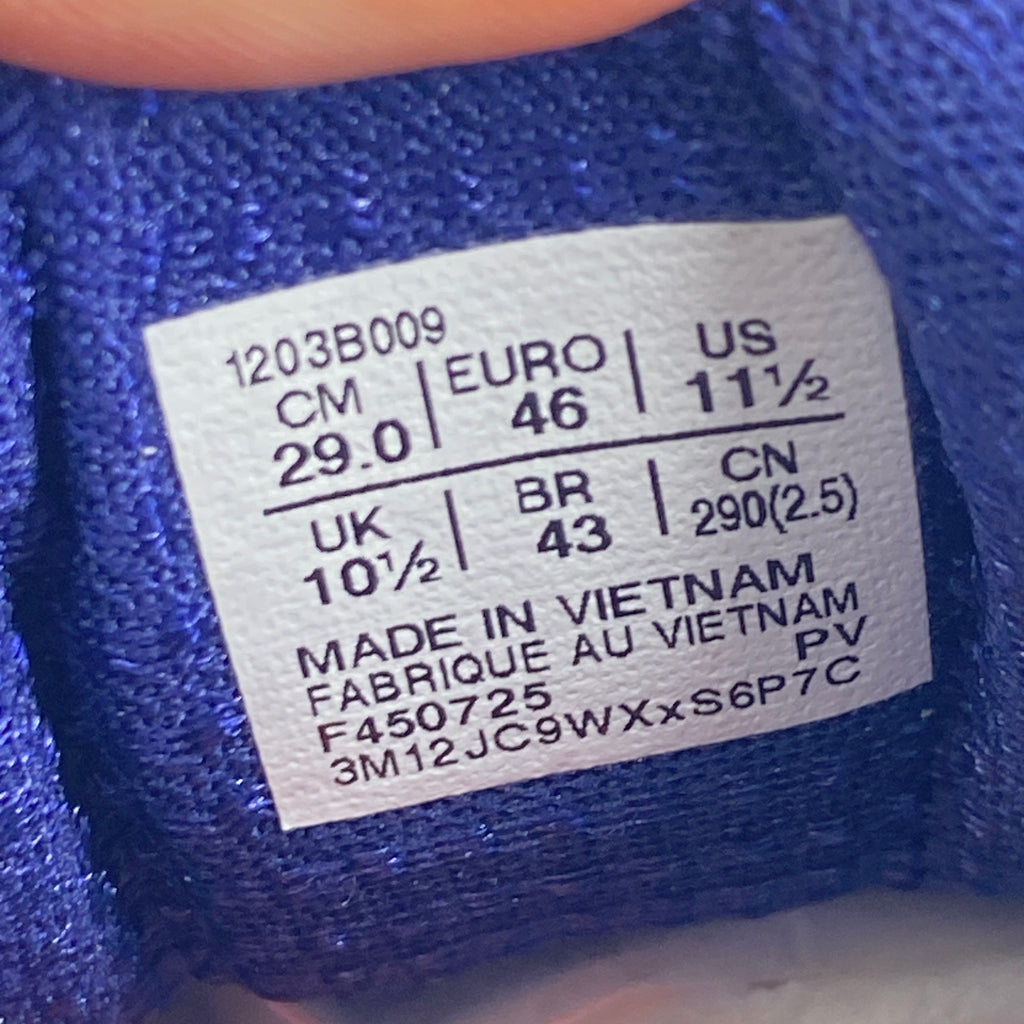 1203B009
CM | EURO | US
29.0 | 46 | 11½
UK | BR | CN
10½ | 43 | 290(2.5)
MADE IN VIETNAM
FABRIQUE AU VIETNAM
F450725 PV
3M12JC9WXxS6P7C